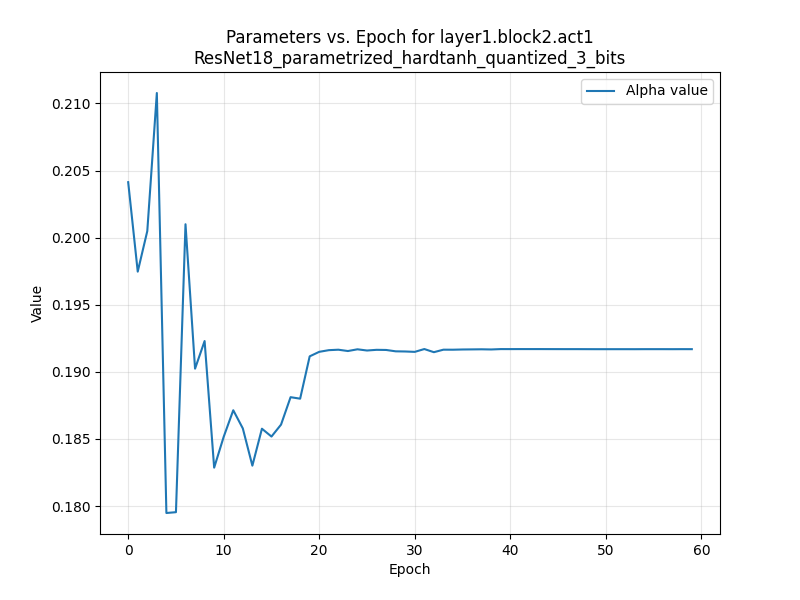 Parameters vs. Epoch for layer1.block2.act1
ResNet18_parametrized_hardtanh_quantized_3_bits
Alpha value
0.210
0.205
0.200
0.195
0.190
0.185
0.180
Value
0 10 20 30 40 50 60
Epoch